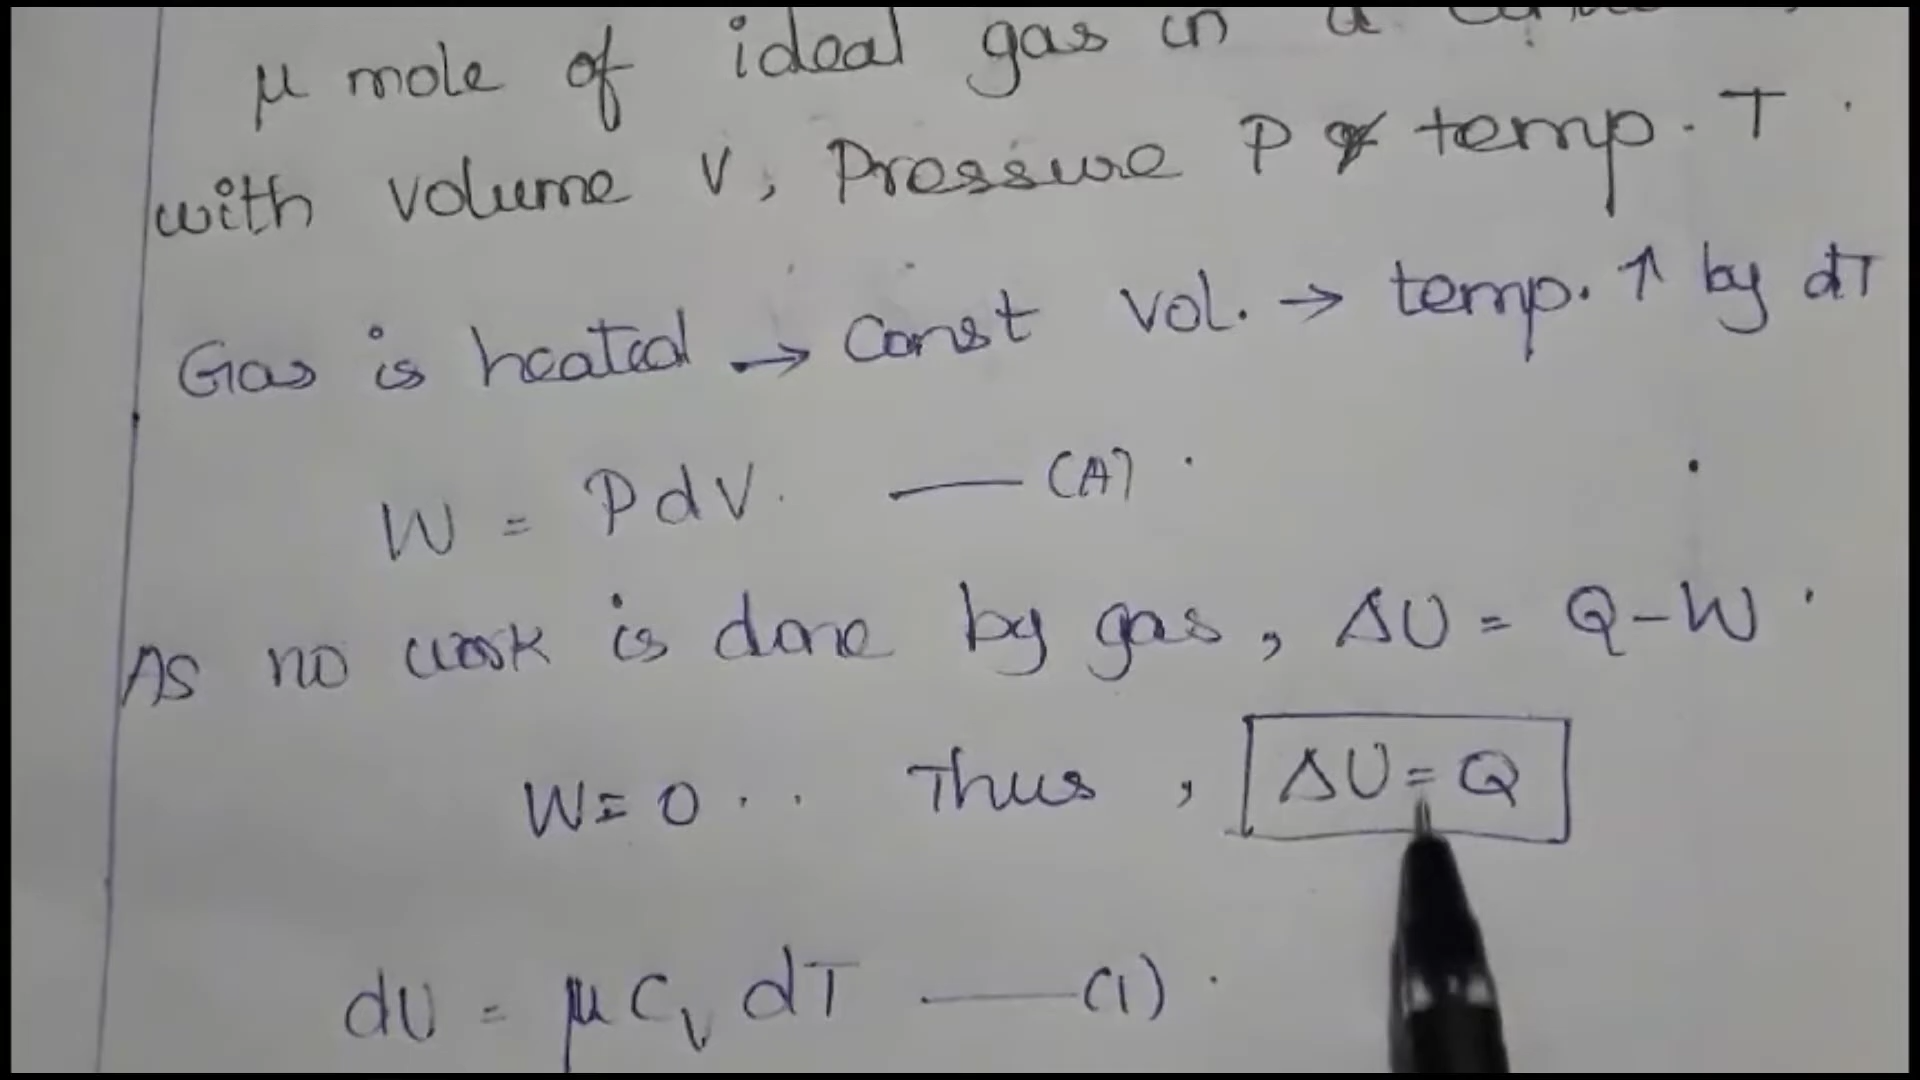 μ mole of ideal gas in a
with volume V, Pressure P & temp. T.
Gas is heated → Const Vol. → temp. ↑ by dT
W = PdV. — (A).
As no work is done by gas, ΔU = Q-W.
W=0.. Thus, ΔU=Q
dU = μCᵥ dT — (1).